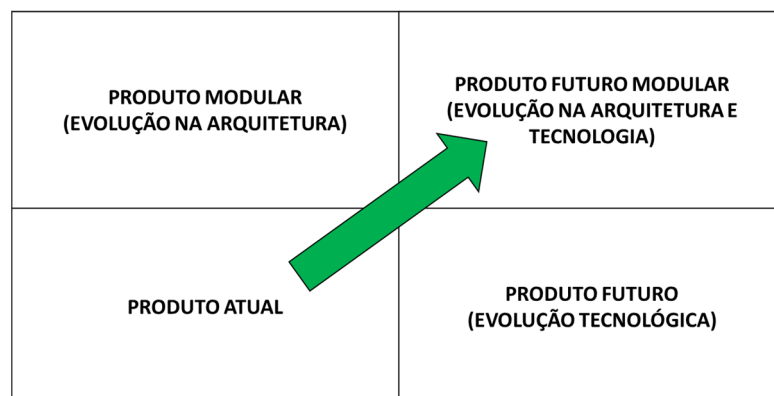 PRODUTO MODULAR
(EVOLUÇÃO NA ARQUITETURA)
PRODUTO FUTURO MODULAR
(EVOLUÇÃO NA ARQUITETURA E
TECNOLOGIA)
PRODUTO ATUAL
PRODUTO FUTURO
(EVOLUÇÃO TECNOLÓGICA)